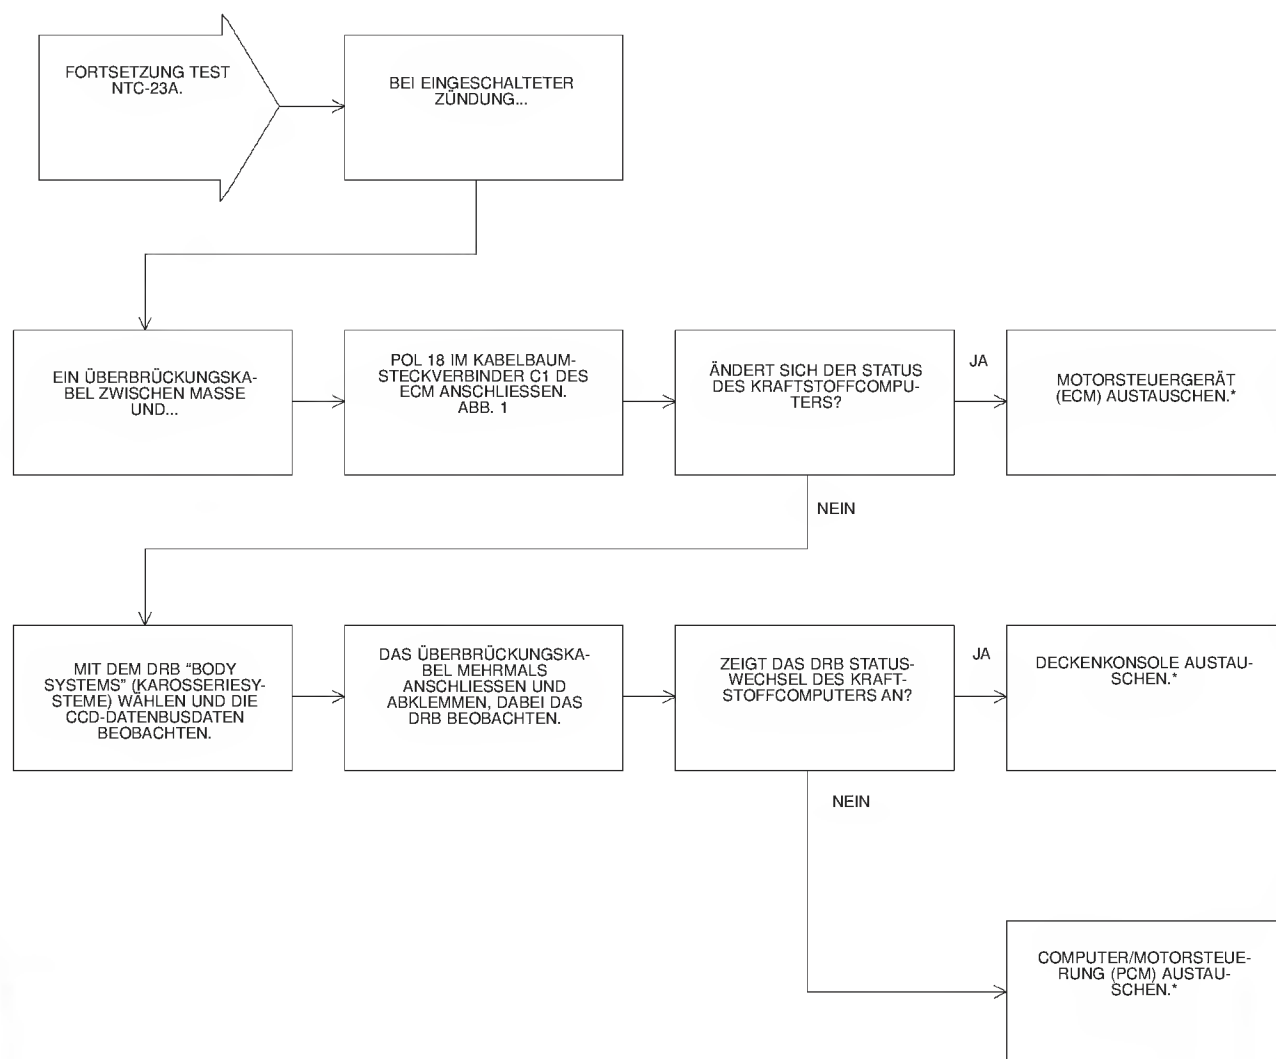 FORTSETZUNG TEST
NTC-23A.
BEI EINGESCHALTETER
ZÜNDUNG...
EIN ÜBERBRÜCKUNGSKA-
BEL ZWISCHEN MASSE
UND...
POL 18 IM KABELBAUM-
STECKVERBINDER C1 DES
ECM ANSCHLIESSEN.
ABB. 1
ÄNDERT SICH DER STATUS
DES KRAFTSTOFFCOMPU-
TERS?
JA
MOTORSTEUERGERÄT
(ECM) AUSTAUSCHEN.*
NEIN
MIT DEM DRB “BODY
SYSTEMS” (KAROSSERIESY-
STEME) WÄHLEN UND DIE
CCD-DATENBUSDATEN
BEOBACHTEN.
DAS ÜBERBRÜCKUNGSKA-
BEL MEHRMALS
ANSCHLIESSEN UND
ABKLEMMEN, DABEI DAS
DRB BEOBACHTEN.
ZEIGT DAS DRB STATUS-
WECHSEL DES KRAFT-
STOFFCOMPUTERS AN?
JA
DECKENKONSOLE AUSTAU-
SCHEN.*
NEIN
COMPUTER/MOTORSTEUE-
RUNG (PCM) AUSTAU-
SCHEN.*